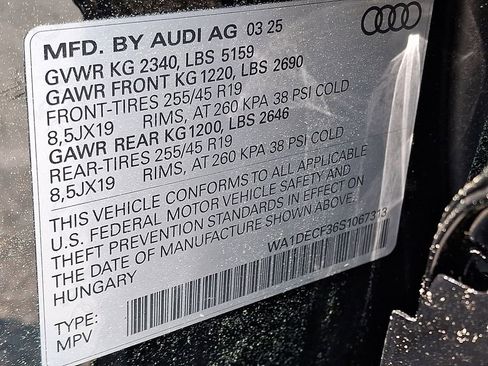 MFD. BY AUDI AG 03 25
GVWR KG 2340, LBS 5159
GAWR FRONT KG 1220, LBS 2690
FRONT-TIRES 255/45 R19
8,5JX19 RIMS, AT 260 KPA 38 PSI COLD
GAWR REAR KG1200, LBS 2646
REAR-TIRES 255/45 R19
8,5JX19 RIMS, AT 260 KPA 38 PSI COLD
THIS VEHICLE CONFORMS TO ALL APPLICABLE
U.S. FEDERAL MOTOR VEHICLE SAFETY AND
THEFT PREVENTION STANDARDS IN EFFECT ON
THE DATE OF MANUFACTURE SHOWN ABOVE.
HUNGARY WA1DECF36S1067313
TYPE:
MPV